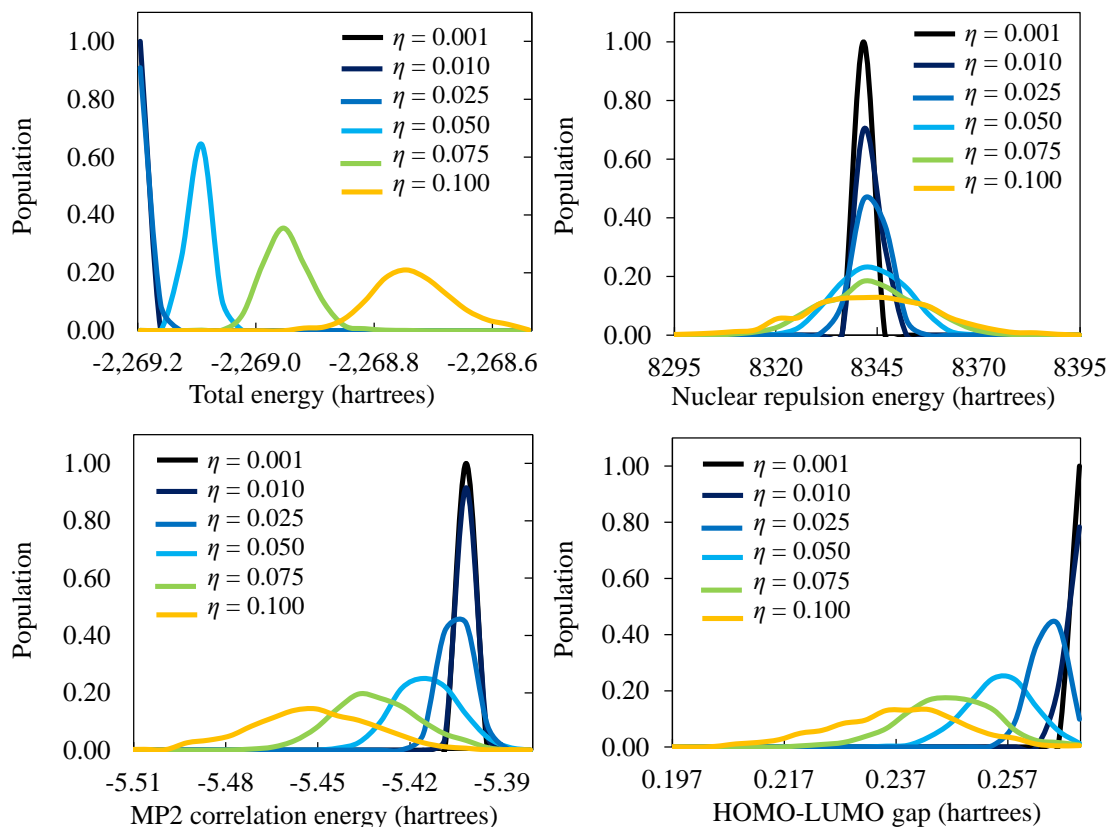 1.00
0.80
0.60
0.40
0.20
0.00
Population
η = 0.001
η = 0.010
η = 0.025
η = 0.050
η = 0.075
η = 0.100
-2,269.2 -2,269.0 -2,268.8 -2,268.6
Total energy (hartrees)
1.00
0.80
0.60
0.40
0.20
0.00
Population
η = 0.001
η = 0.010
η = 0.025
η = 0.050
η = 0.075
η = 0.100
8295 8320 8345 8370 8395
Nuclear repulsion energy (hartrees)
1.00
0.80
0.60
0.40
0.20
0.00
Population
η = 0.001
η = 0.010
η = 0.025
η = 0.050
η = 0.075
η = 0.100
-5.51 -5.48 -5.45 -5.42 -5.39
MP2 correlation energy (hartrees)
1.00
0.80
0.60
0.40
0.20
0.00
Population
η = 0.001
η = 0.010
η = 0.025
η = 0.050
η = 0.075
η = 0.100
0.197 0.217 0.237 0.257
HOMO-LUMO gap (hartrees)